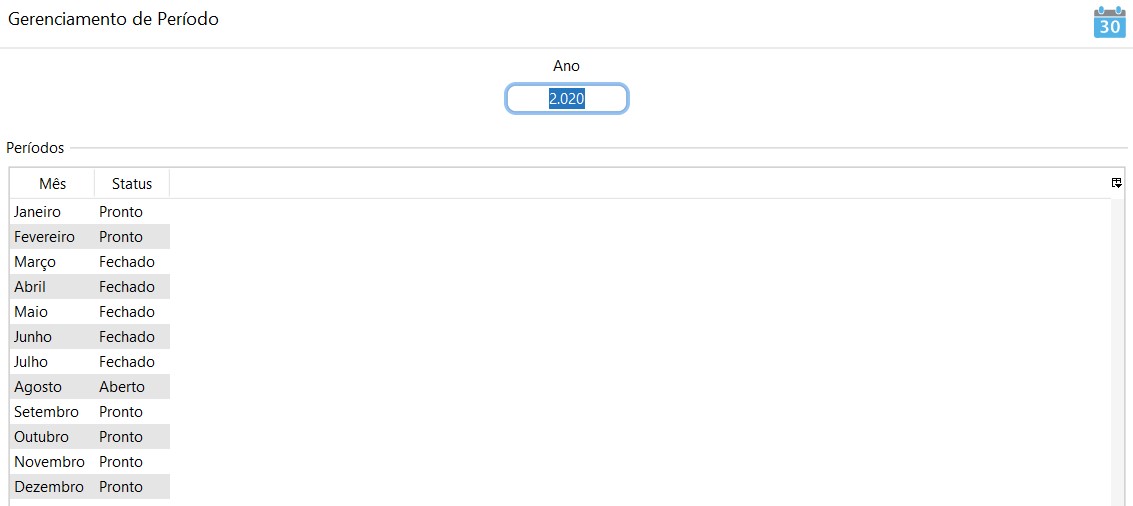 Gerenciamento de Período
30
Ano
2.020
Períodos
Mês Status
Janeiro Pronto
Fevereiro Pronto
Março Fechado
Abril Fechado
Maio Fechado
Junho Fechado
Julho Fechado
Agosto Aberto
Setembro Pronto
Outubro Pronto
Novembro Pronto
Dezembro Pronto